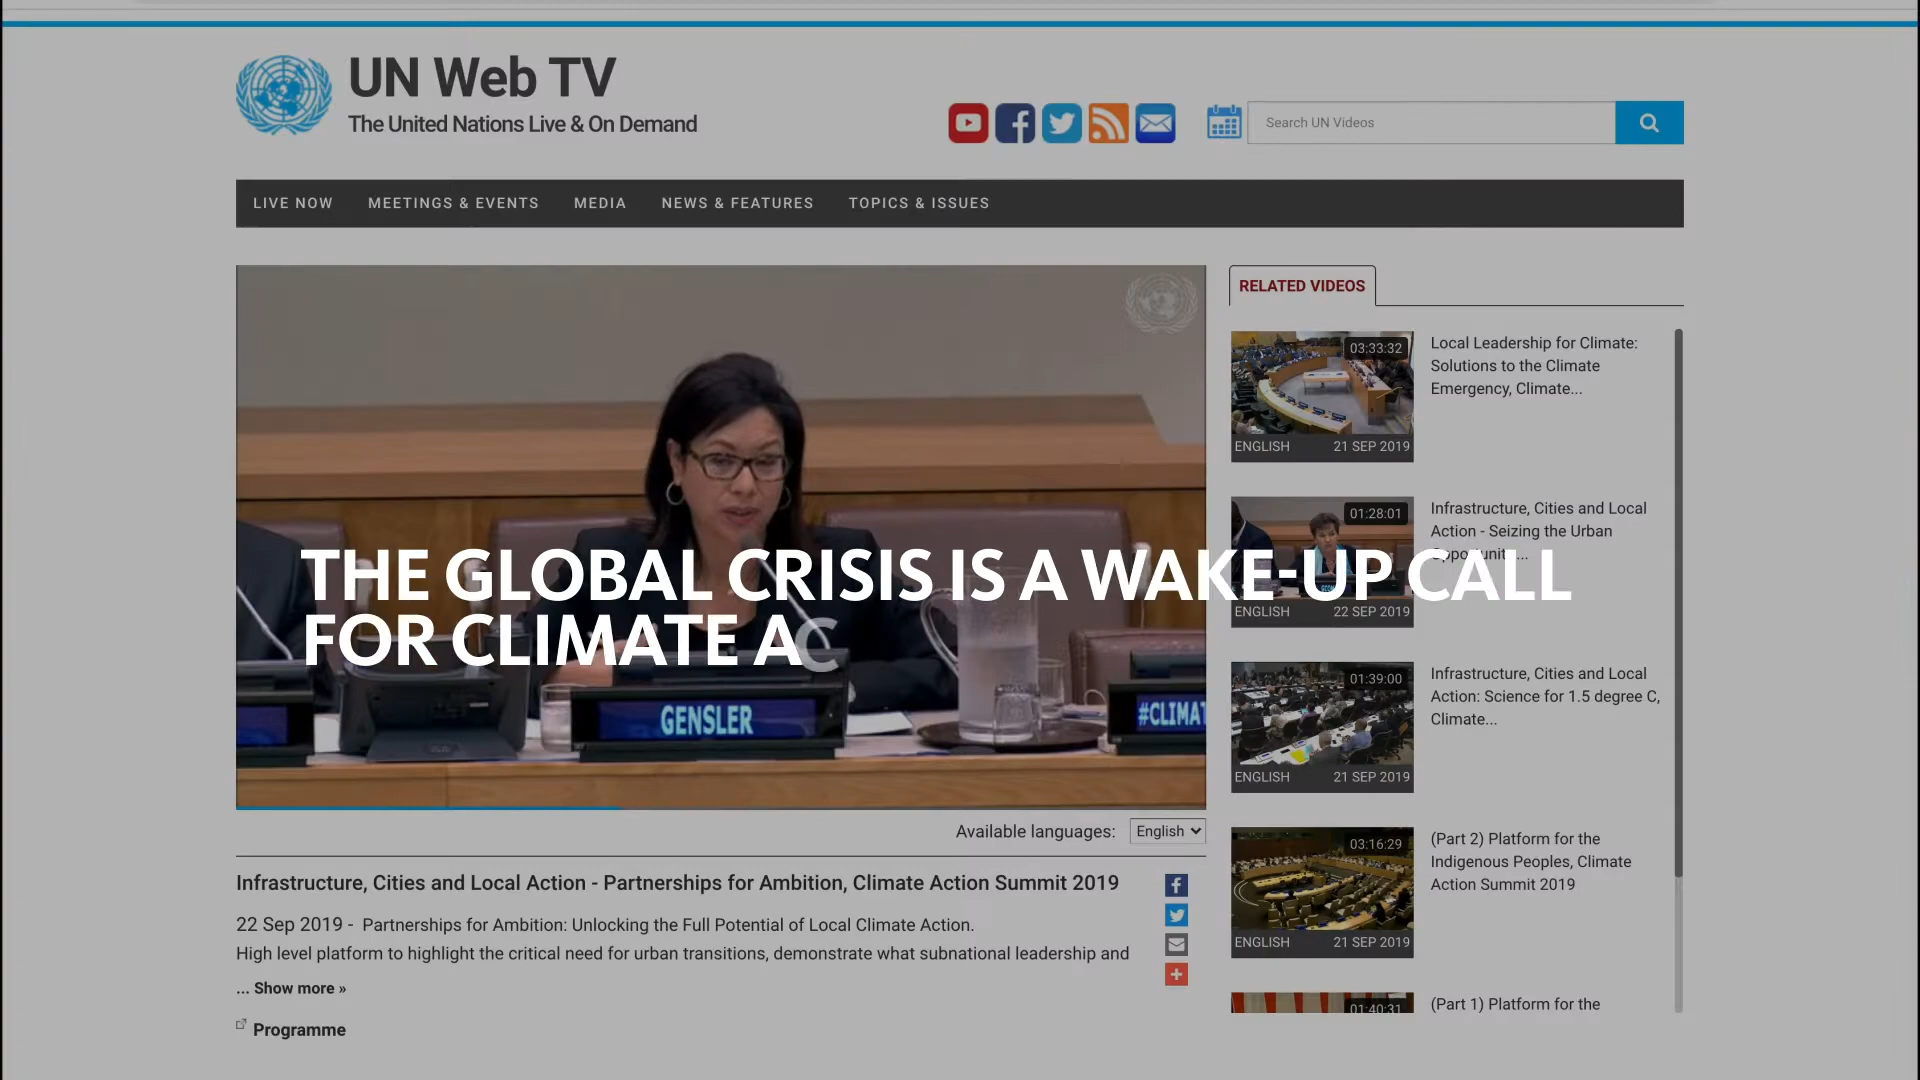 UN Web TV
The United Nations Live & On Demand
Search UN Videos
LIVE NOW MEETINGS & EVENTS MEDIA NEWS & FEATURES TOPICS & ISSUES
THE GLOBAL CRISIS IS A WAKE-UP CALL
FOR CLIMATE AC
GENSLER
#CLIMAT
Available languages: English
Infrastructure, Cities and Local Action - Partnerships for Ambition, Climate Action Summit 2019
22 Sep 2019 - Partnerships for Ambition: Unlocking the Full Potential of Local Climate Action.
High level platform to highlight the critical need for urban transitions, demonstrate what subnational leadership and
... Show more »
Programme
RELATED VIDEOS
03:33:32
ENGLISH 21 SEP 2019
Local Leadership for Climate:
Solutions to the Climate
Emergency, Climate...
01:28:01
ENGLISH 22 SEP 2019
Infrastructure, Cities and Local
Action - Seizing the Urban
01:39:00
ENGLISH 21 SEP 2019
Infrastructure, Cities and Local
Action: Science for 1.5 degree C,
Climate...
03:16:29
ENGLISH 21 SEP 2019
(Part 2) Platform for the
Indigenous Peoples, Climate
Action Summit 2019
01:40:31
(Part 1) Platform for the